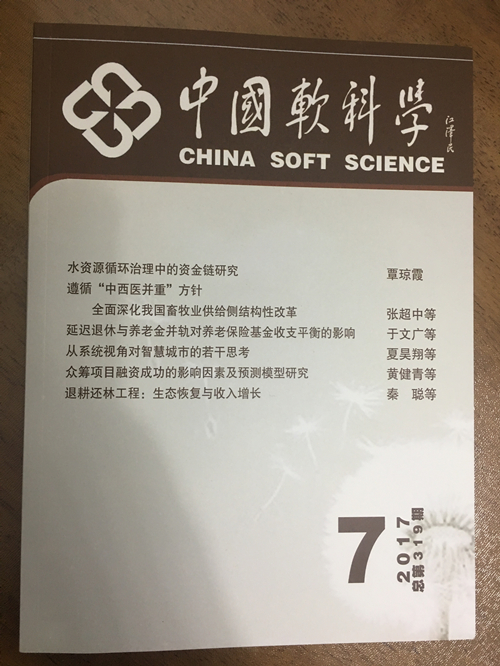 中國軟科學
江泽民
CHINA SOFT SCIENCE
水资源循环治理中的资金链研究 覃琼霞
遵循“中西医并重”方针
全面深化我国畜牧业供给侧结构性改革 张超中等
延迟退休与养老金并轨对养老保险基金收支平衡的影响 于文广等
从系统视角对智慧城市的若干思考 夏昊翔等
众筹项目融资成功的影响因素及预测模型研究 黄健青等
退耕还林工程：生态恢复与收入增长 秦 聪等
7
2017
总第319期